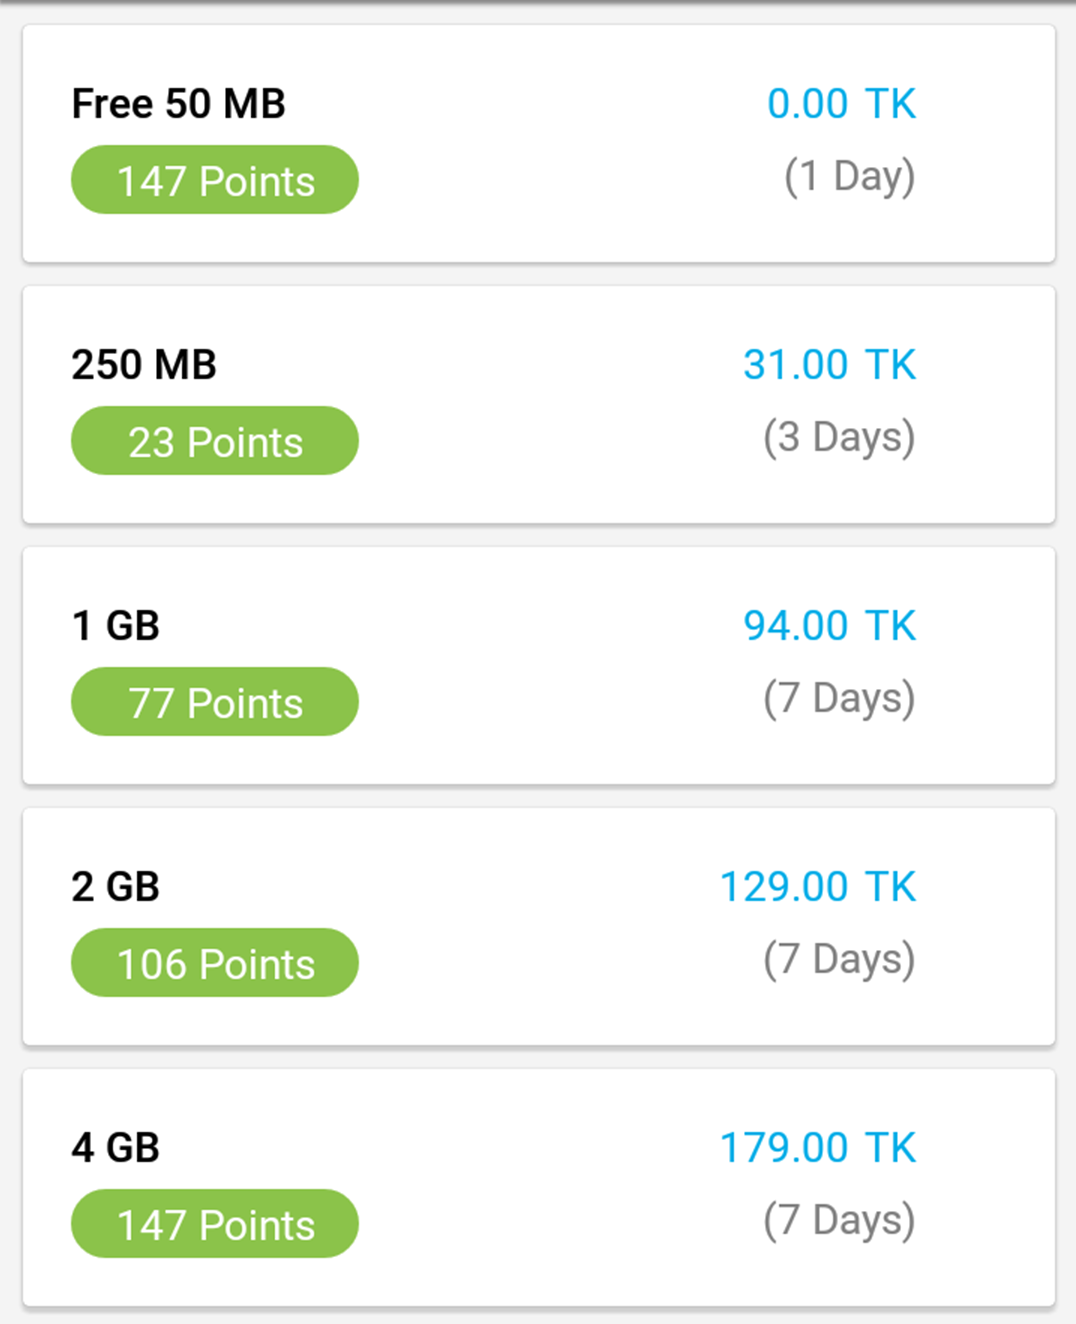 Free 50 MB 0.00 TK
147 Points (1 Day)
250 MB 31.00 TK
23 Points (3 Days)
1 GB 94.00 TK
77 Points (7 Days)
2 GB 129.00 TK
106 Points (7 Days)
4 GB 179.00 TK
147 Points (7 Days)